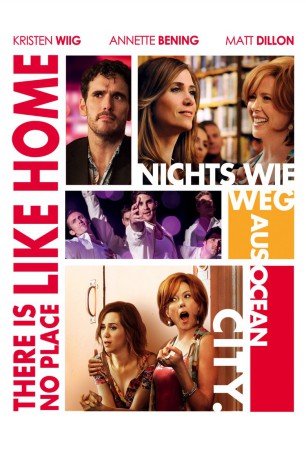 KRISTEN WIIG
ANNETTE BENING
MATT DILLON
THERE IS
NO PLACE
LIKE HOME
NICHTS WIE
WEG
AUS
OCEAN
CITY.